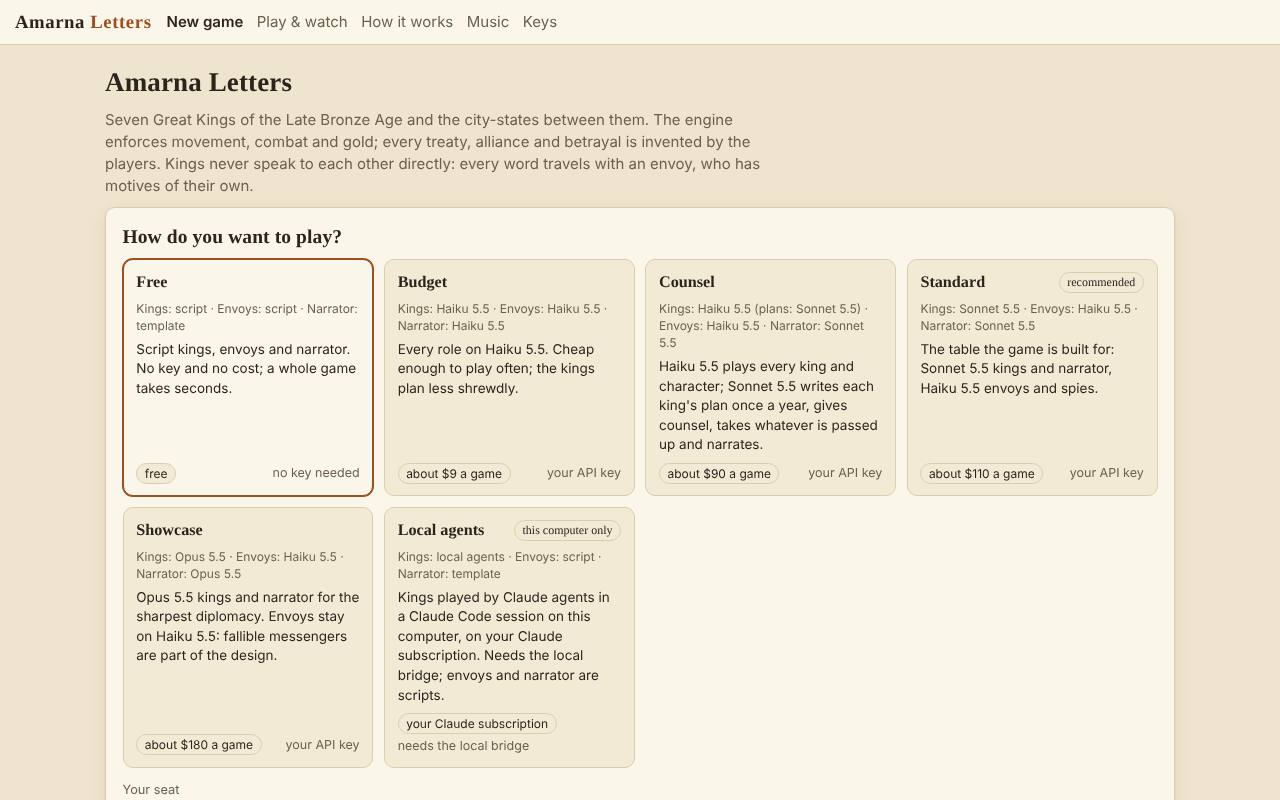 Amarna Letters New game Play & watch How it works Music Keys
Amarna Letters
Seven Great Kings of the Late Bronze Age and the city-states between them. The engine
enforces movement, combat and gold; every treaty, alliance and betrayal is invented by the
players. Kings never speak to each other directly: every word travels with an envoy, who has
motives of their own.
How do you want to play?
Free
Kings: script · Envoys: script · Narrator:
template
Script kings, envoys and narrator.
No key and no cost; a whole game
takes seconds.
free no key needed
Budget
Kings: Haiku 5.5 · Envoys: Haiku 5.5 ·
Narrator: Haiku 5.5
Every role on Haiku 5.5. Cheap
enough to play often; the kings
plan less shrewdly.
about $9 a game your API key
Counsel
Kings: Haiku 5.5 (plans: Sonnet 5.5) ·
Envoys: Haiku 5.5 · Narrator: Sonnet
5.5
Haiku 5.5 plays every king and
character; Sonnet 5.5 writes each
king's plan once a year, gives
counsel, takes whatever is passed
up and narrates.
about $90 a game your API key
Standard recommended
Kings: Sonnet 5.5 · Envoys: Haiku 5.5 ·
Narrator: Sonnet 5.5
The table the game is built for:
Sonnet 5.5 kings and narrator,
Haiku 5.5 envoys and spies.
about $110 a game your API key
Showcase
Kings: Opus 5.5 · Envoys: Haiku 5.5 ·
Narrator: Opus 5.5
Opus 5.5 kings and narrator for the
sharpest diplomacy. Envoys stay
on Haiku 5.5: fallible messengers
are part of the design.
about $180 a game your API key
Local agents this computer only
Kings: local agents · Envoys: script ·
Narrator: template
Kings played by Claude agents in
a Claude Code session on this
computer, on your Claude
subscription. Needs the local
bridge; envoys and narrator are
scripts.
your Claude subscription
needs the local bridge
Your seat